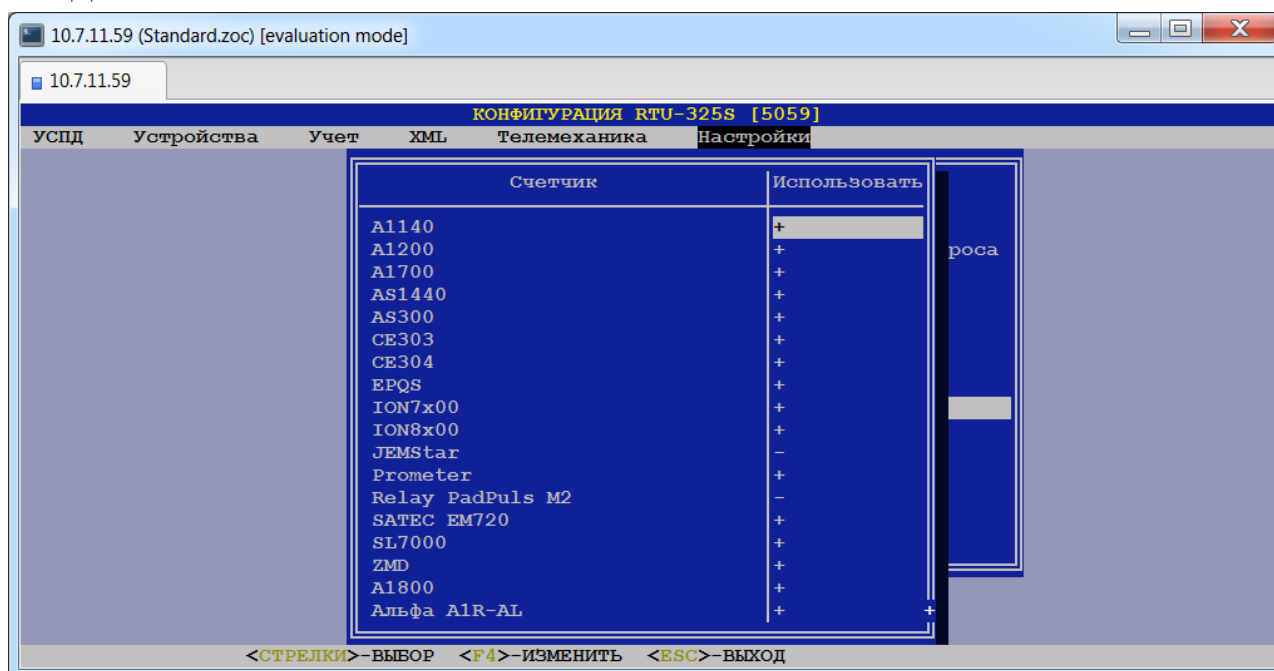 10.7.11.59 (Standard.zoc) [evaluation mode]
10.7.11.59
КОНФИГУРАЦИЯ RTU-325S [5059]
УСПД Устройства Учет XML Телемеханика Настройки
Счетчик Использовать
A1140 +
A1200 + роса
A1700 +
AS1440 +
AS300 +
CE303 +
CE304 +
EPQS +
ION7x00 +
ION8x00 +
JEMStar -
Prometer +
Relay PadPuls M2 -
SATEC EM720 +
SL7000 +
ZMD +
A1800 +
Альфа A1R-AL + +
<СТРЕЛКИ>-ВЫБОР <F4>-ИЗМЕНИТЬ <ESC>-ВЫХОД